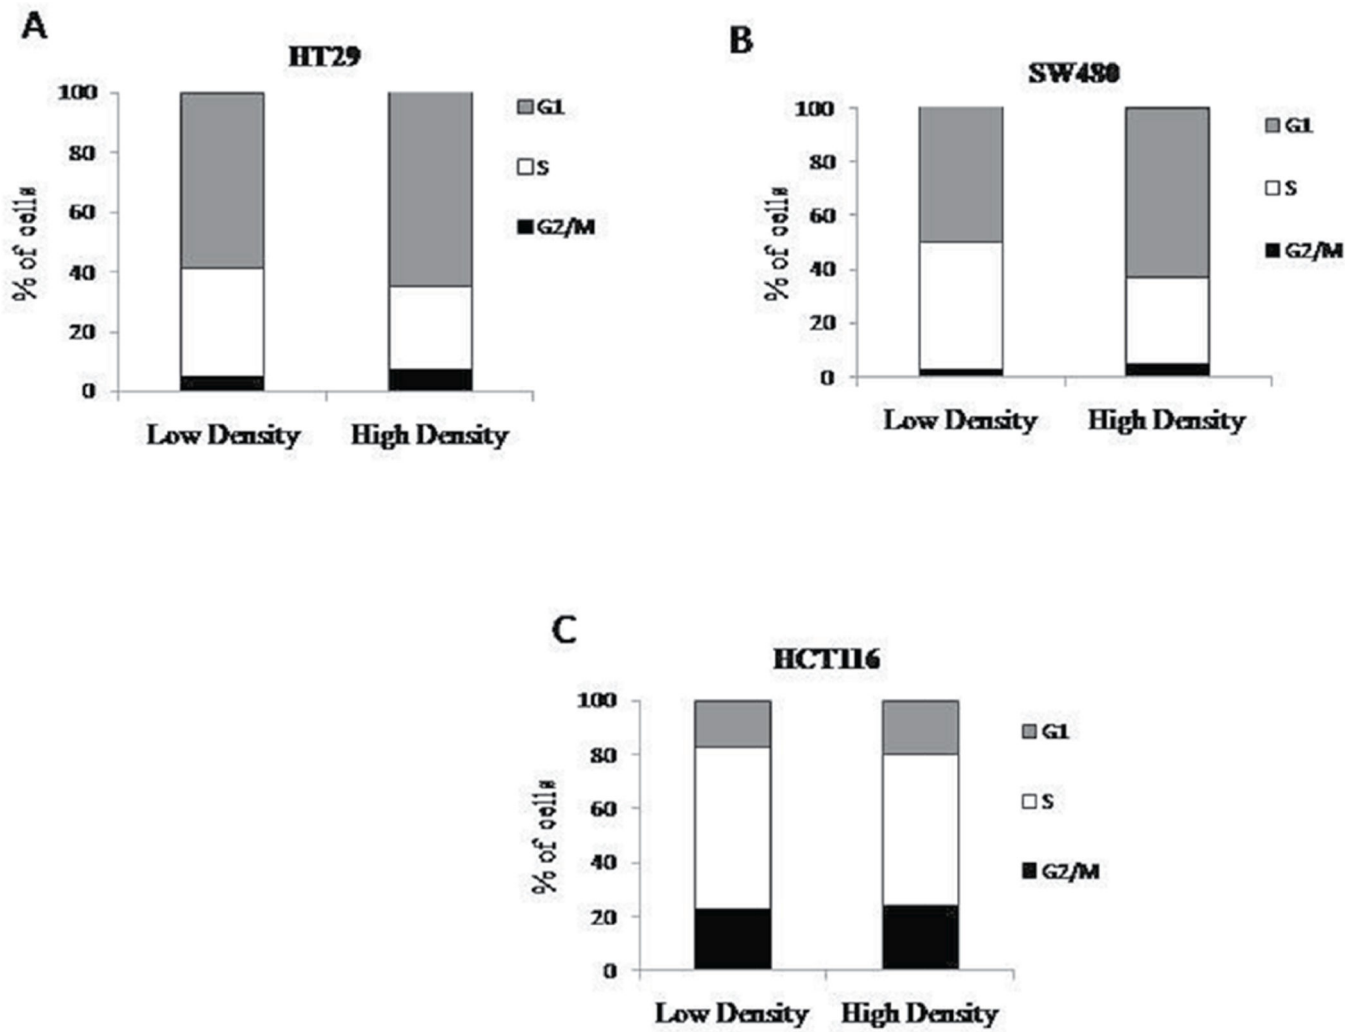 A
HT29
100
80
60
40
20
0
% of cells
G1
S
G2/M
Low Density
High Density
B
SW480
100
80
60
40
20
0
% of cells
G1
S
G2/M
Low Density
High Density
C
HCT116
100
80
60
40
20
0
% of cells
G1
S
G2/M
Low Density
High Density